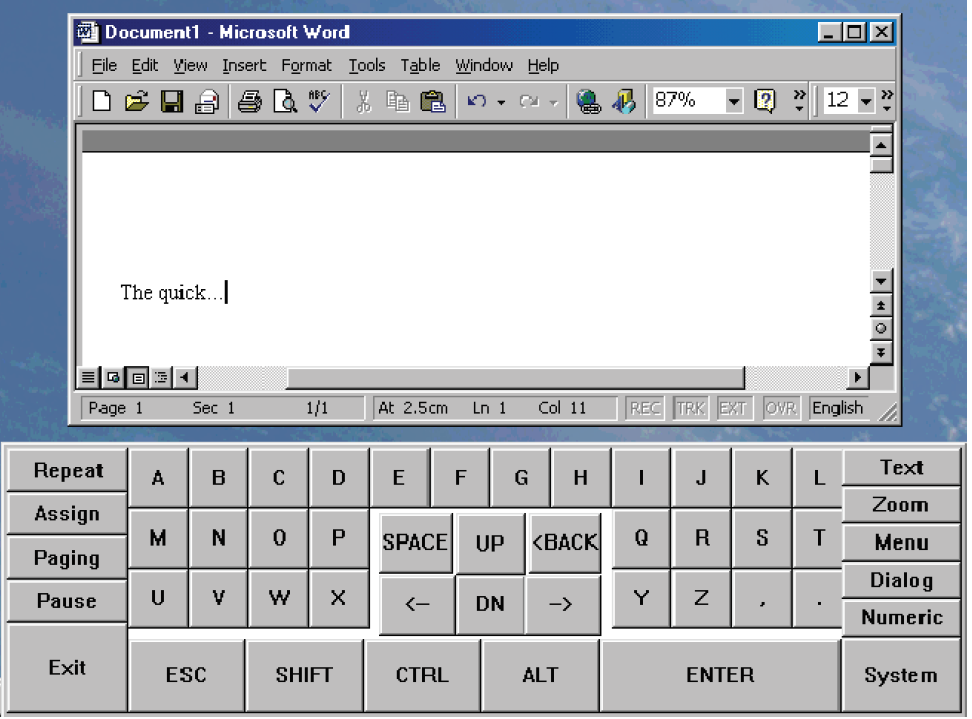 Document1 - Microsoft Word
File Edit View Insert Format Tools Table Window Help
ABC 87% 12
The quick...
Page 1 Sec 1 1/1 At 2.5cm Ln 1 Col 11 REC TRK EXT OVR English
Repeat A B C D E F G H I J K L Text
Zoom
Assign
M N O P SPACE UP <BACK Q R S T Menu
Paging
Dialog
Pause U V W X <– DN –> Y Z , .
Numeric
Exit ESC SHIFT CTRL ALT ENTER System